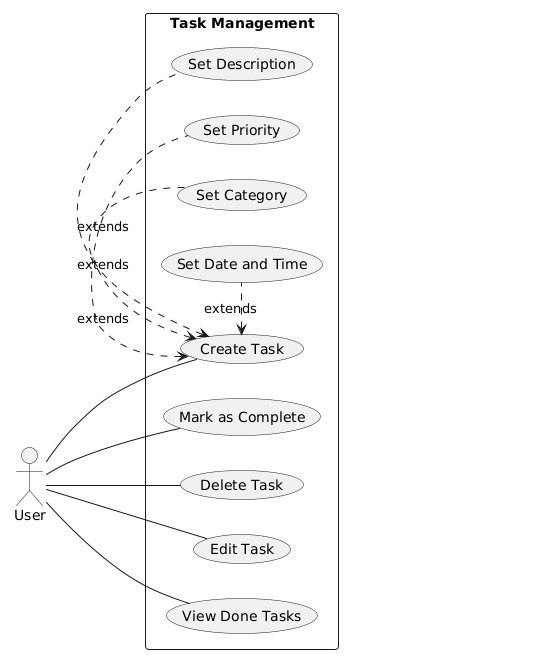 Task Management
Set Description
Set Priority
Set Category
extends
extends
Set Date and Time
extends
extends
Create Task
Mark as Complete
Delete Task
User
Edit Task
View Done Tasks